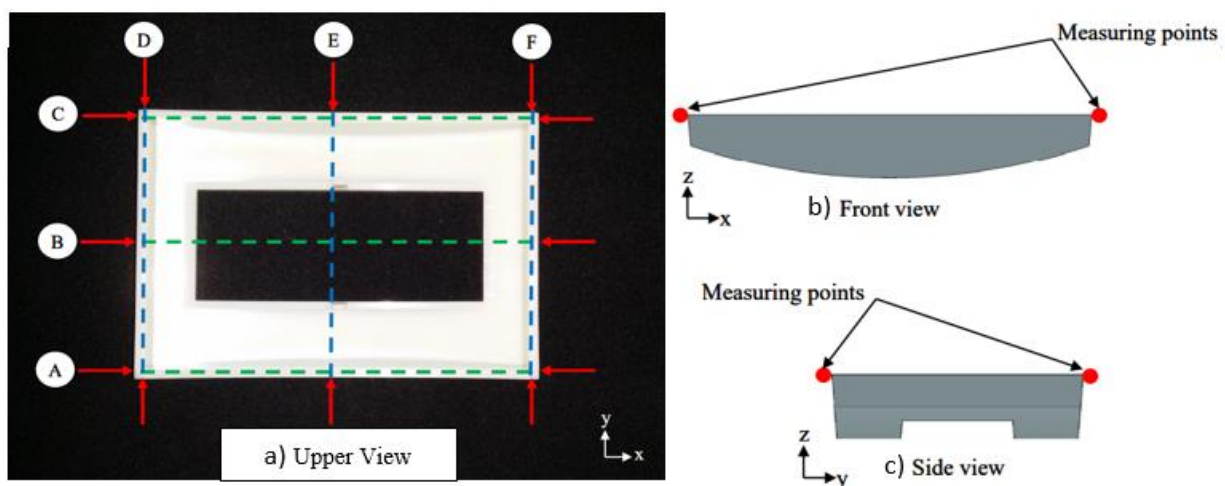 D
E
F
C
B
A
y
x
a) Upper View
Measuring points
z
x
b) Front view
Measuring points
z
y
c) Side view